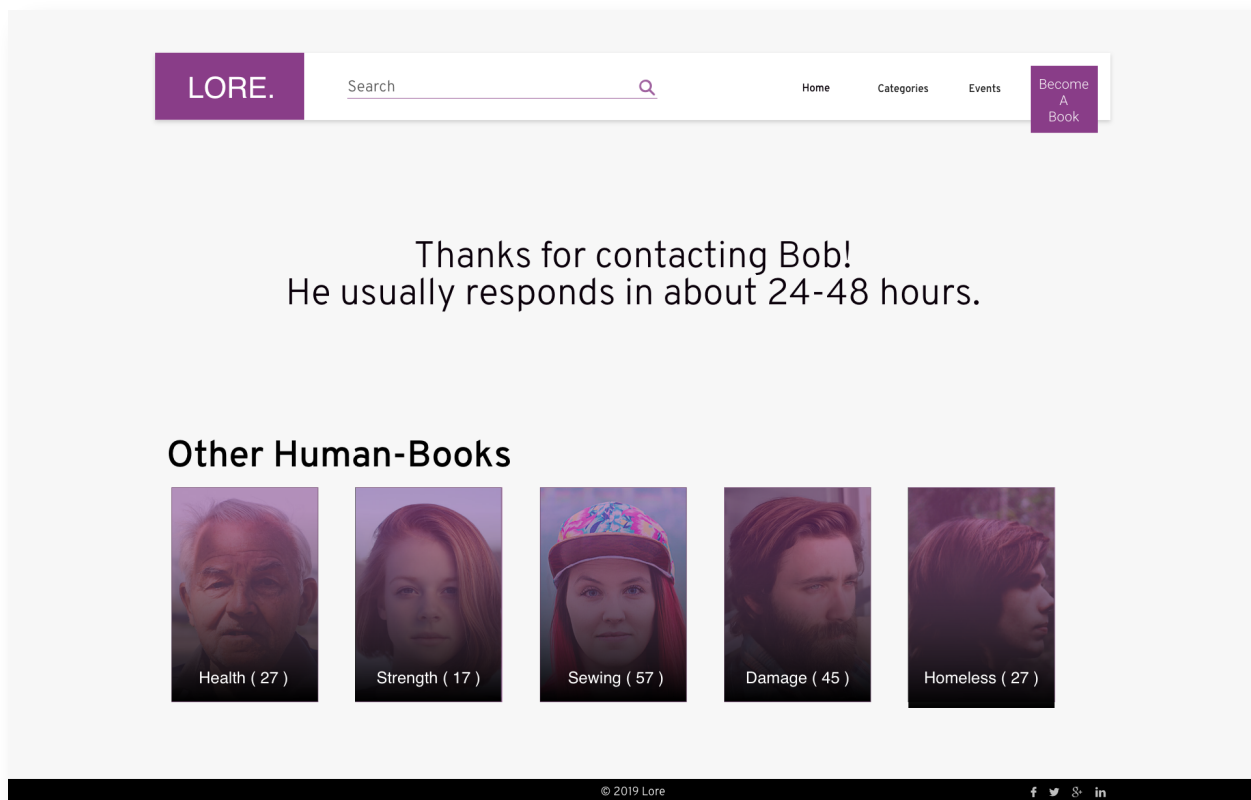 LORE.
Search
Home
Categories
Events
Become
A
Book
Thanks for contacting Bob!
He usually responds in about 24-48 hours.
Other Human-Books
Health ( 27 )
Strength ( 17 )
Sewing ( 57 )
Damage ( 45 )
Homeless ( 27 )
© 2019 Lore